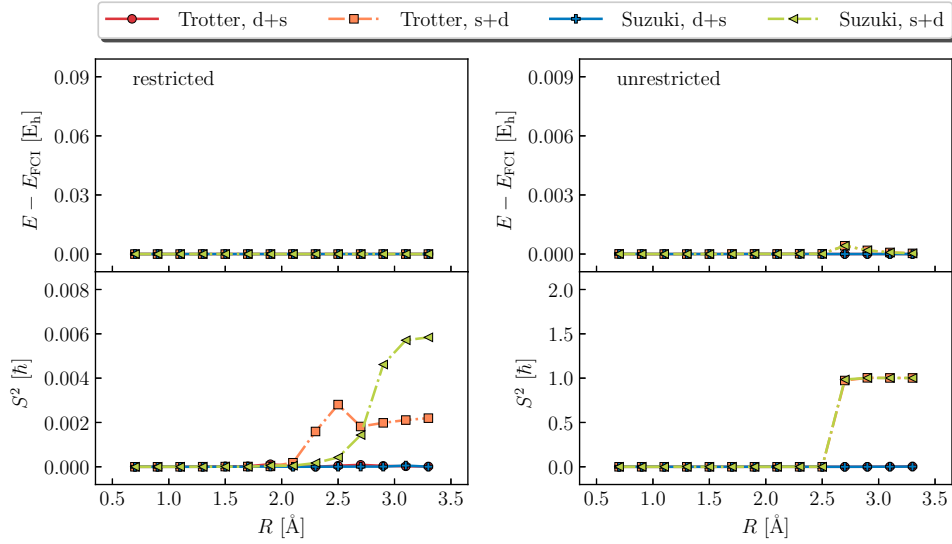 Trotter, d+s Trotter, s+d Suzuki, d+s Suzuki, s+d
restricted
0.09
0.06
0.03
0.00
E − E_FCI [E_h]
unrestricted
0.009
0.006
0.003
0.000
E − E_FCI [E_h]
0.008
0.006
0.004
0.002
0.000
S² [ħ]
0.5 1.0 1.5 2.0 2.5 3.0 3.5
R [Å]
2.0
1.5
1.0
0.5
0.0
S² [ħ]
0.5 1.0 1.5 2.0 2.5 3.0 3.5
R [Å]